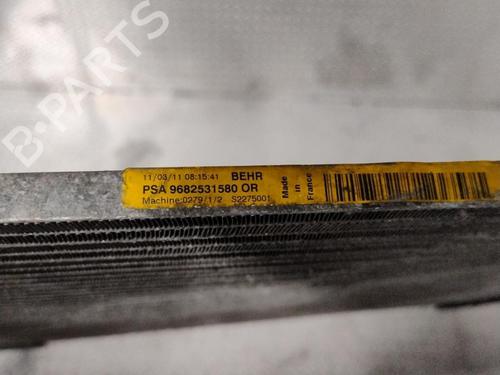 B-PARTS
11/03/11 08:15:41 BEHR
PSA 9682531580 OR
Machine:0279/1/2 S2275001
Made in France